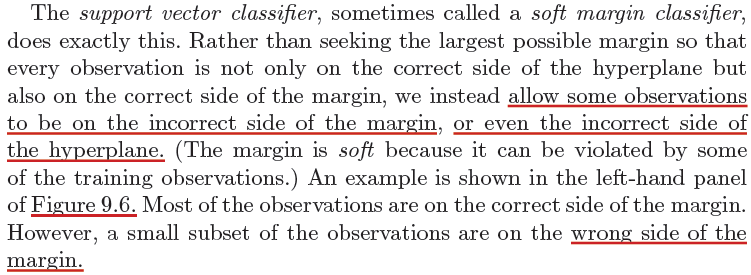 The support vector classifier, sometimes called a soft margin classifier,
does exactly this. Rather than seeking the largest possible margin so that
every observation is not only on the correct side of the hyperplane but
also on the correct side of the margin, we instead allow some observations
to be on the incorrect side of the margin, or even the incorrect side of
the hyperplane. (The margin is soft because it can be violated by some
of the training observations.) An example is shown in the left-hand panel
of Figure 9.6. Most of the observations are on the correct side of the margin.
However, a small subset of the observations are on the wrong side of the
margin.